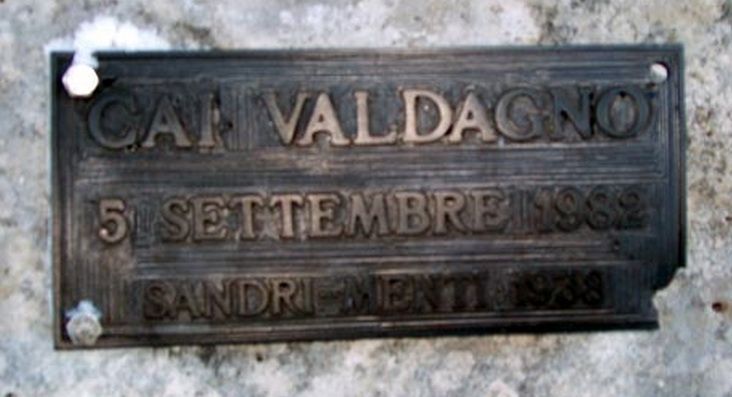 CAI VALDAGNO
5 SETTEMBRE 1982
SANDRI-MENTI 1938